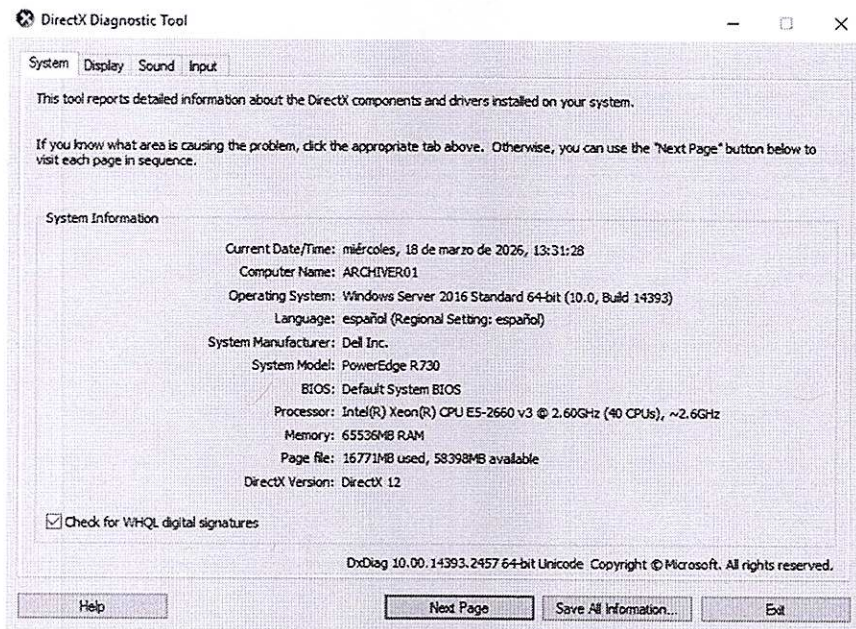 DirectX Diagnostic Tool
System Display Sound Input
This tool reports detailed information about the DirectX components and drivers installed on your system.
If you know what area is causing the problem, click the appropriate tab above. Otherwise, you can use the "Next Page" button below to
visit each page in sequence.
System Information
Current Date/Time: miércoles, 18 de marzo de 2026, 13:31:28
Computer Name: ARCHIVER01
Operating System: Windows Server 2016 Standard 64-bit (10.0, Build 14393)
Language: español (Regional Setting: español)
System Manufacturer: Dell Inc.
System Model: PowerEdge R730
BIOS: Default System BIOS
Processor: Intel(R) Xeon(R) CPU E5-2660 v3 @ 2.60GHz (40 CPUs), ~2.6GHz
Memory: 65536MB RAM
Page file: 16771MB used, 58398MB available
DirectX Version: DirectX 12
Check for WHQL digital signatures
DxDiag 10.00.14393.2457 64-bit Unicode Copyright © Microsoft. All rights reserved.
Help Next Page Save All Information... Exit